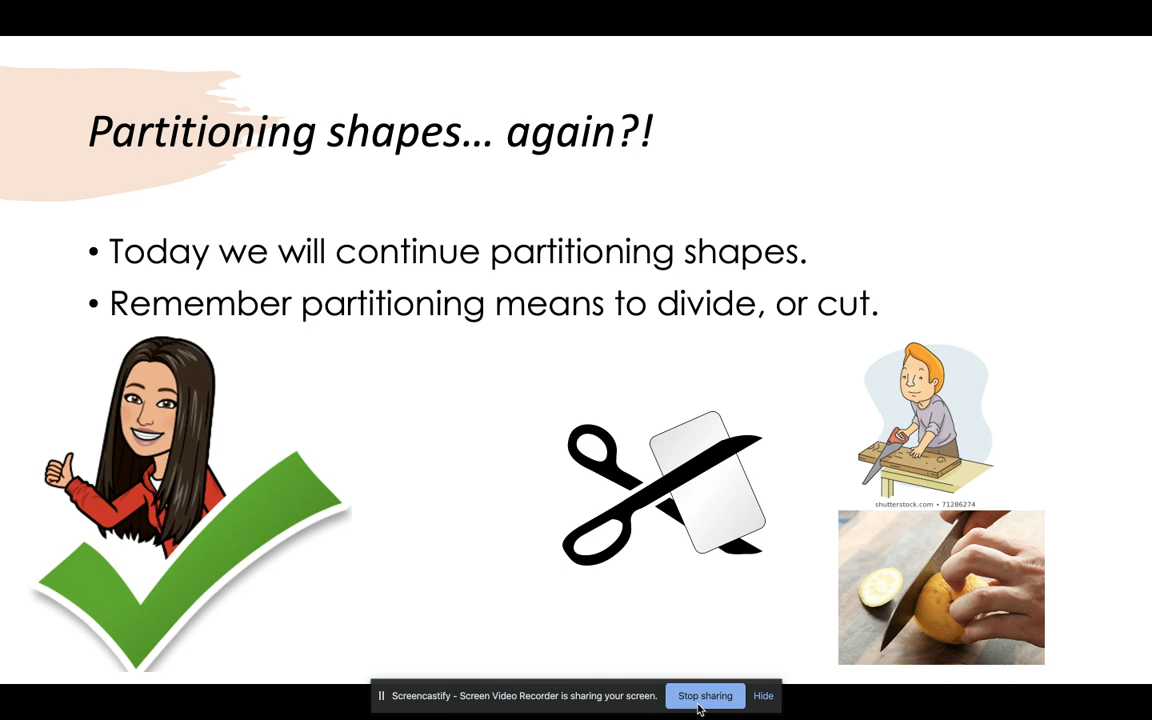 Partitioning shapes... again?!
• Today we will continue partitioning shapes.
• Remember partitioning means to divide, or cut.
shutterstock.com • 71286274
Screencastify - Screen Video Recorder is sharing your screen. Stop sharing Hide